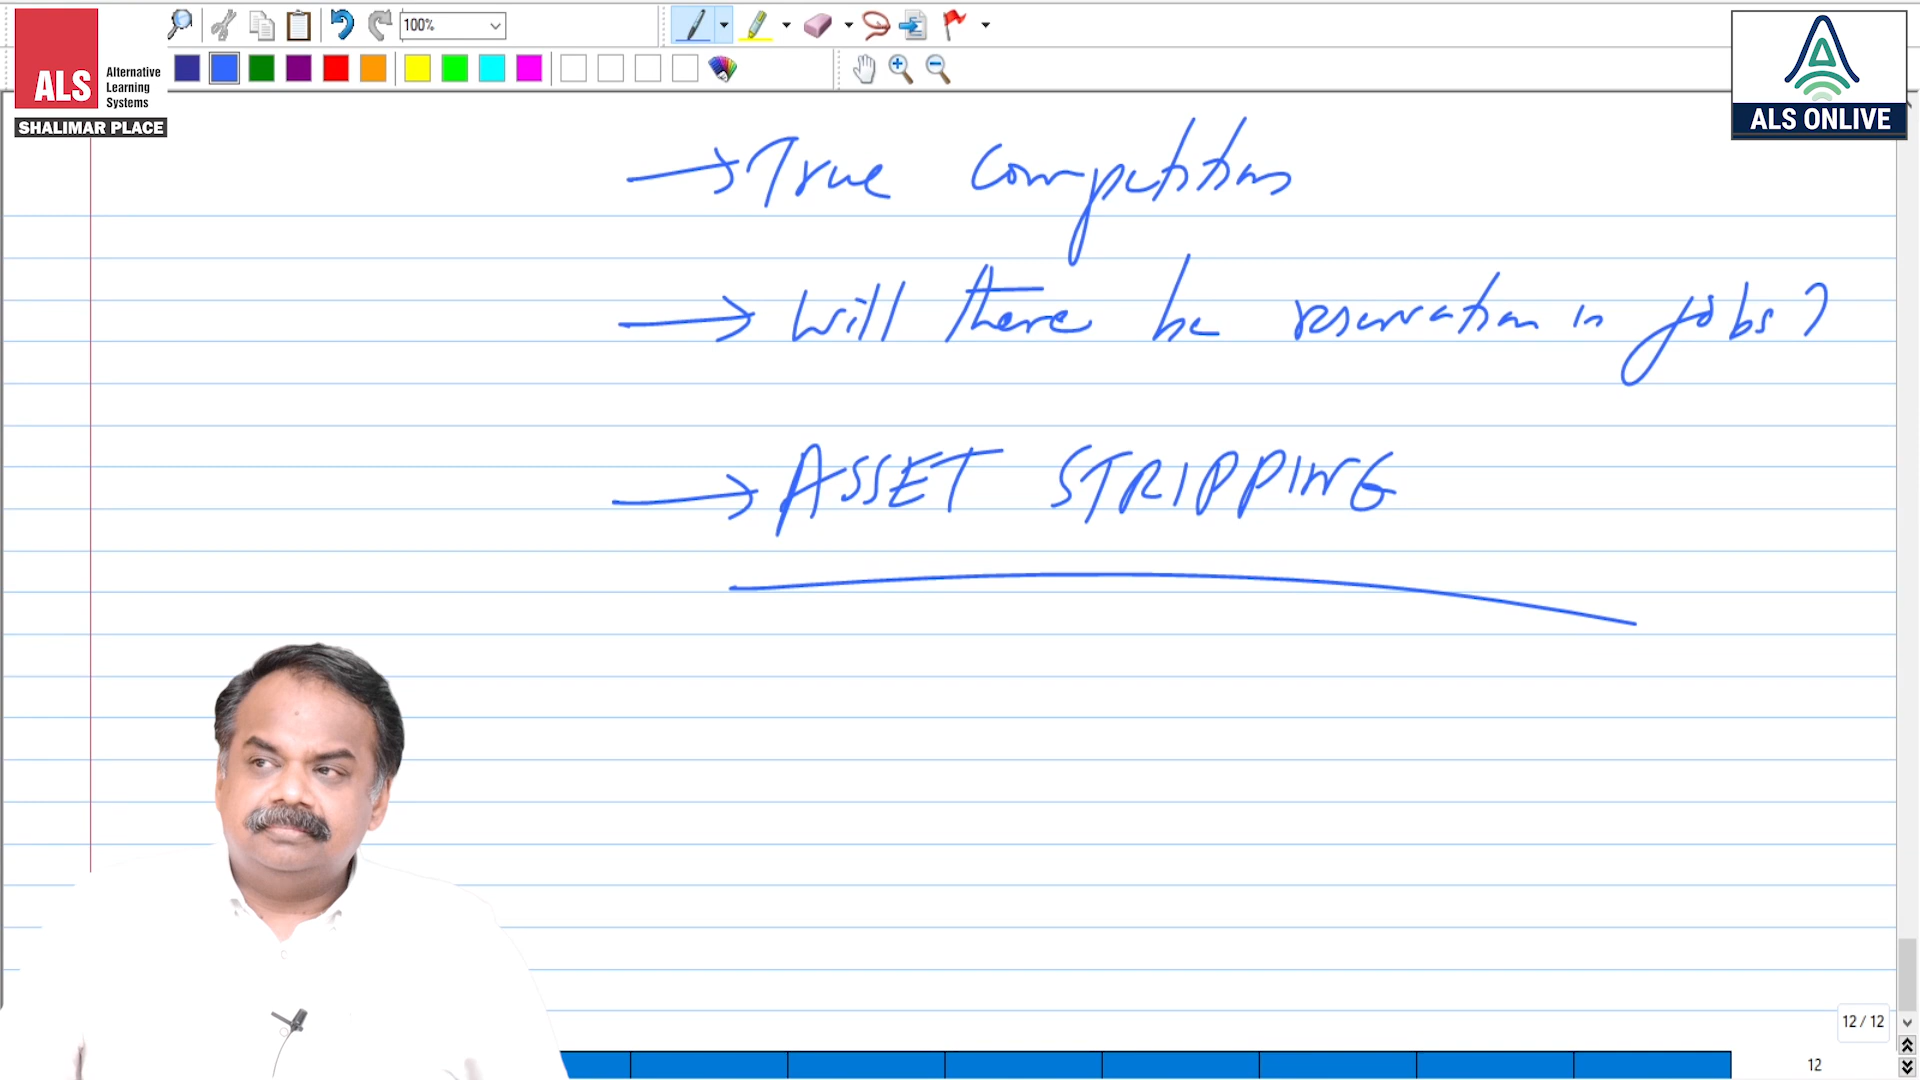 100%
ALS
Alternative
Learning
Systems
SHALIMAR PLACE
ALS ONLIVE
→ True Competition
→ Will there be reservation in jobs?
→ ASSET STRIPPING
12 / 12
12